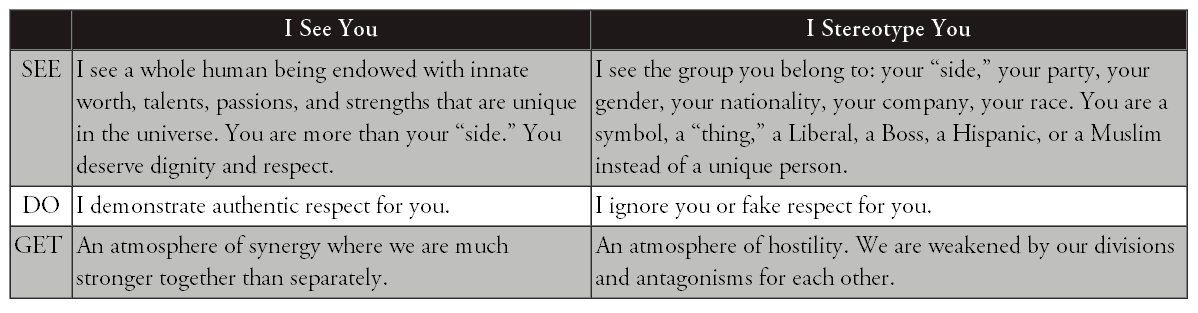 I See You
I Stereotype You
SEE
I see a whole human being endowed with innate
worth, talents, passions, and strengths that are unique
in the universe. You are more than your “side.” You
deserve dignity and respect.
I see the group you belong to: your “side,” your party, your
gender, your nationality, your company, your race. You are a
symbol, a “thing,” a Liberal, a Boss, a Hispanic, or a Muslim
instead of a unique person.
DO
I demonstrate authentic respect for you.
I ignore you or fake respect for you.
GET
An atmosphere of synergy where we are much
stronger together than separately.
An atmosphere of hostility. We are weakened by our divisions
and antagonisms for each other.